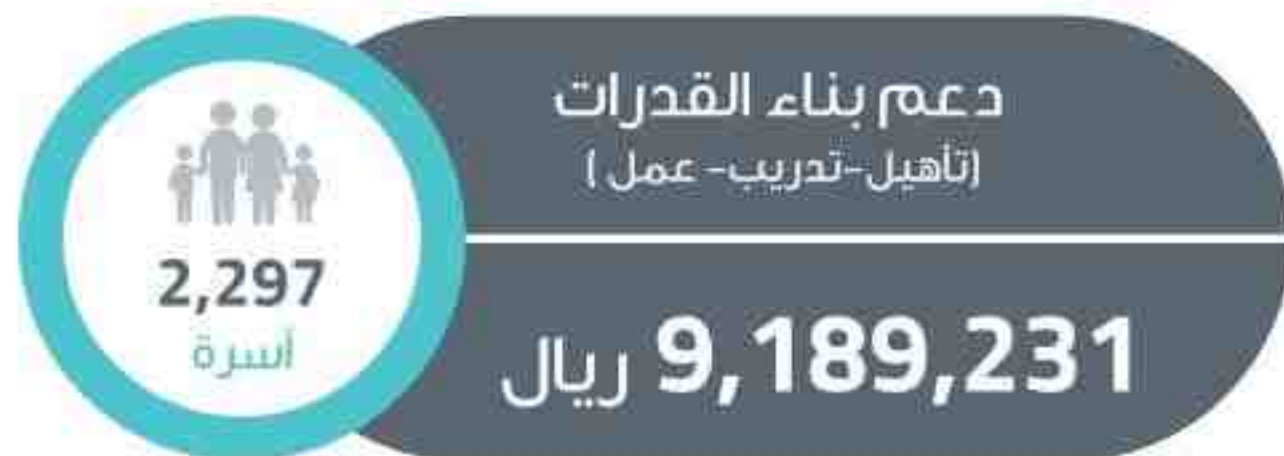 دعم بناء القدرات
(تأهيل-تدريب- عمل )
9,189,231 ريال
2,297
أسرة